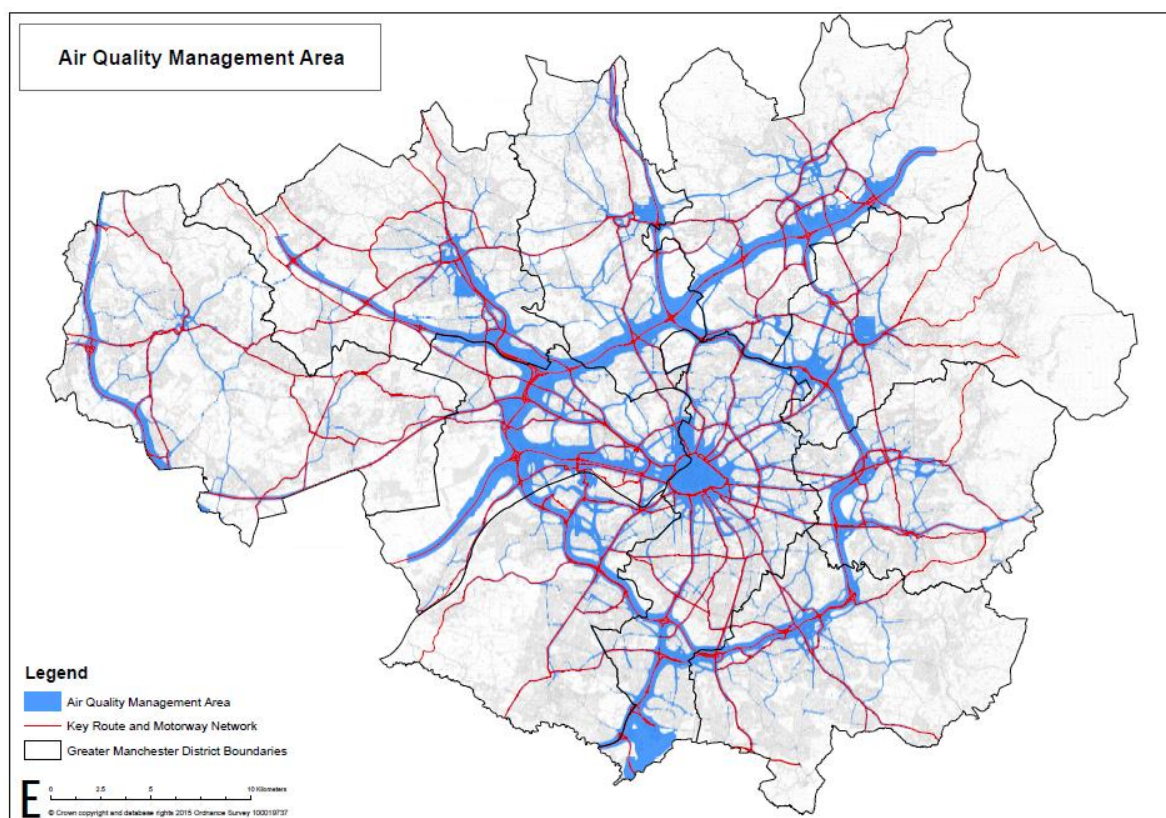 Air Quality Management Area
Legend
Air Quality Management Area
Key Route and Motorway Network
Greater Manchester District Boundaries
E
0 2.5 5 10 Kilometers
© Crown copyright and database rights 2015 Ordnance Survey 100019737